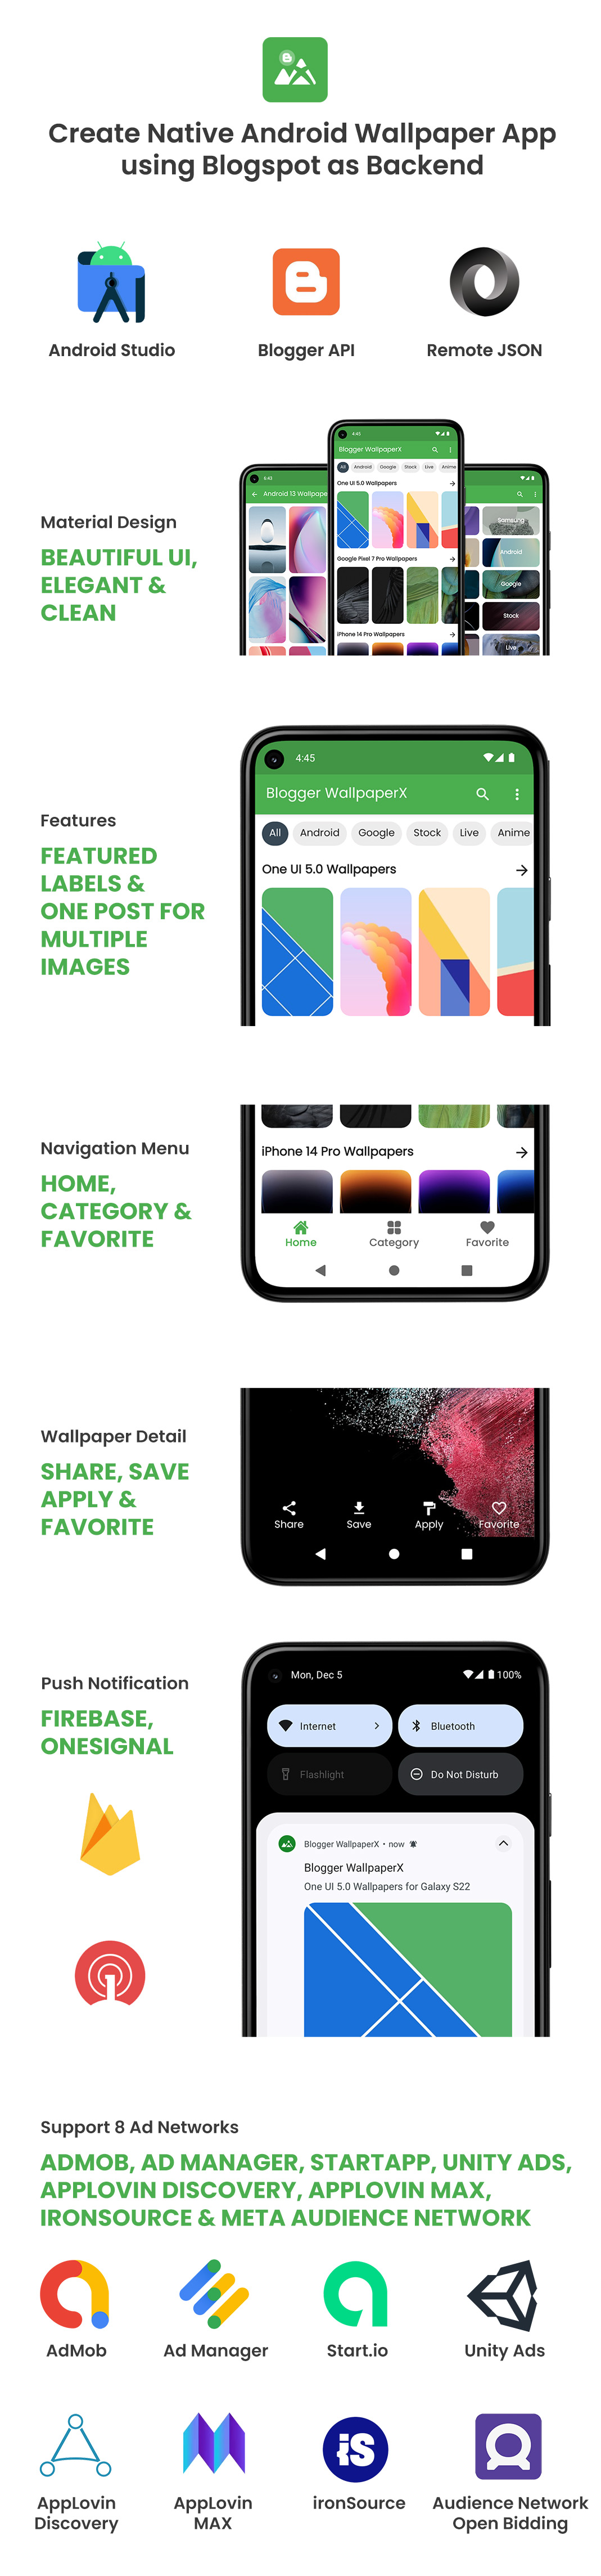 Create Native Android Wallpaper App
using Blogspot as Backend
Android Studio
Blogger API
Remote JSON
Material Design
BEAUTIFUL UI,
ELEGANT &
CLEAN
4:45
Android 13 Wallpape
4:45
Blogger WallpaperX
All Android Google Stock Live Anime
One UI 5.0 Wallpapers
Google Pixel 7 Pro Wallpapers
iPhone 14 Pro Wallpapers
Samsung
Android
Google
Stock
Live
Features
FEATURED
LABELS &
ONE POST FOR
MULTIPLE
IMAGES
4:45
Blogger WallpaperX
All Android Google Stock Live Anime
One UI 5.0 Wallpapers
Navigation Menu
HOME,
CATEGORY &
FAVORITE
iPhone 14 Pro Wallpapers
Home Category Favorite
Wallpaper Detail
SHARE, SAVE
APPLY &
FAVORITE
Share Save Apply Favorite
Push Notification
FIREBASE,
ONESIGNAL
Mon, Dec 5 100%
Internet Bluetooth
Flashlight Do Not Disturb
Blogger WallpaperX • now
Blogger WallpaperX
One UI 5.0 Wallpapers for Galaxy S22
Support 8 Ad Networks
ADMOB, AD MANAGER, STARTAPP, UNITY ADS,
APPLOVIN DISCOVERY, APPLOVIN MAX,
IRONSOURCE & META AUDIENCE NETWORK
AdMob
Ad Manager
Start.io
Unity Ads
iS
AppLovin
Discovery
AppLovin
MAX
ironSource
Audience Network
Open Bidding